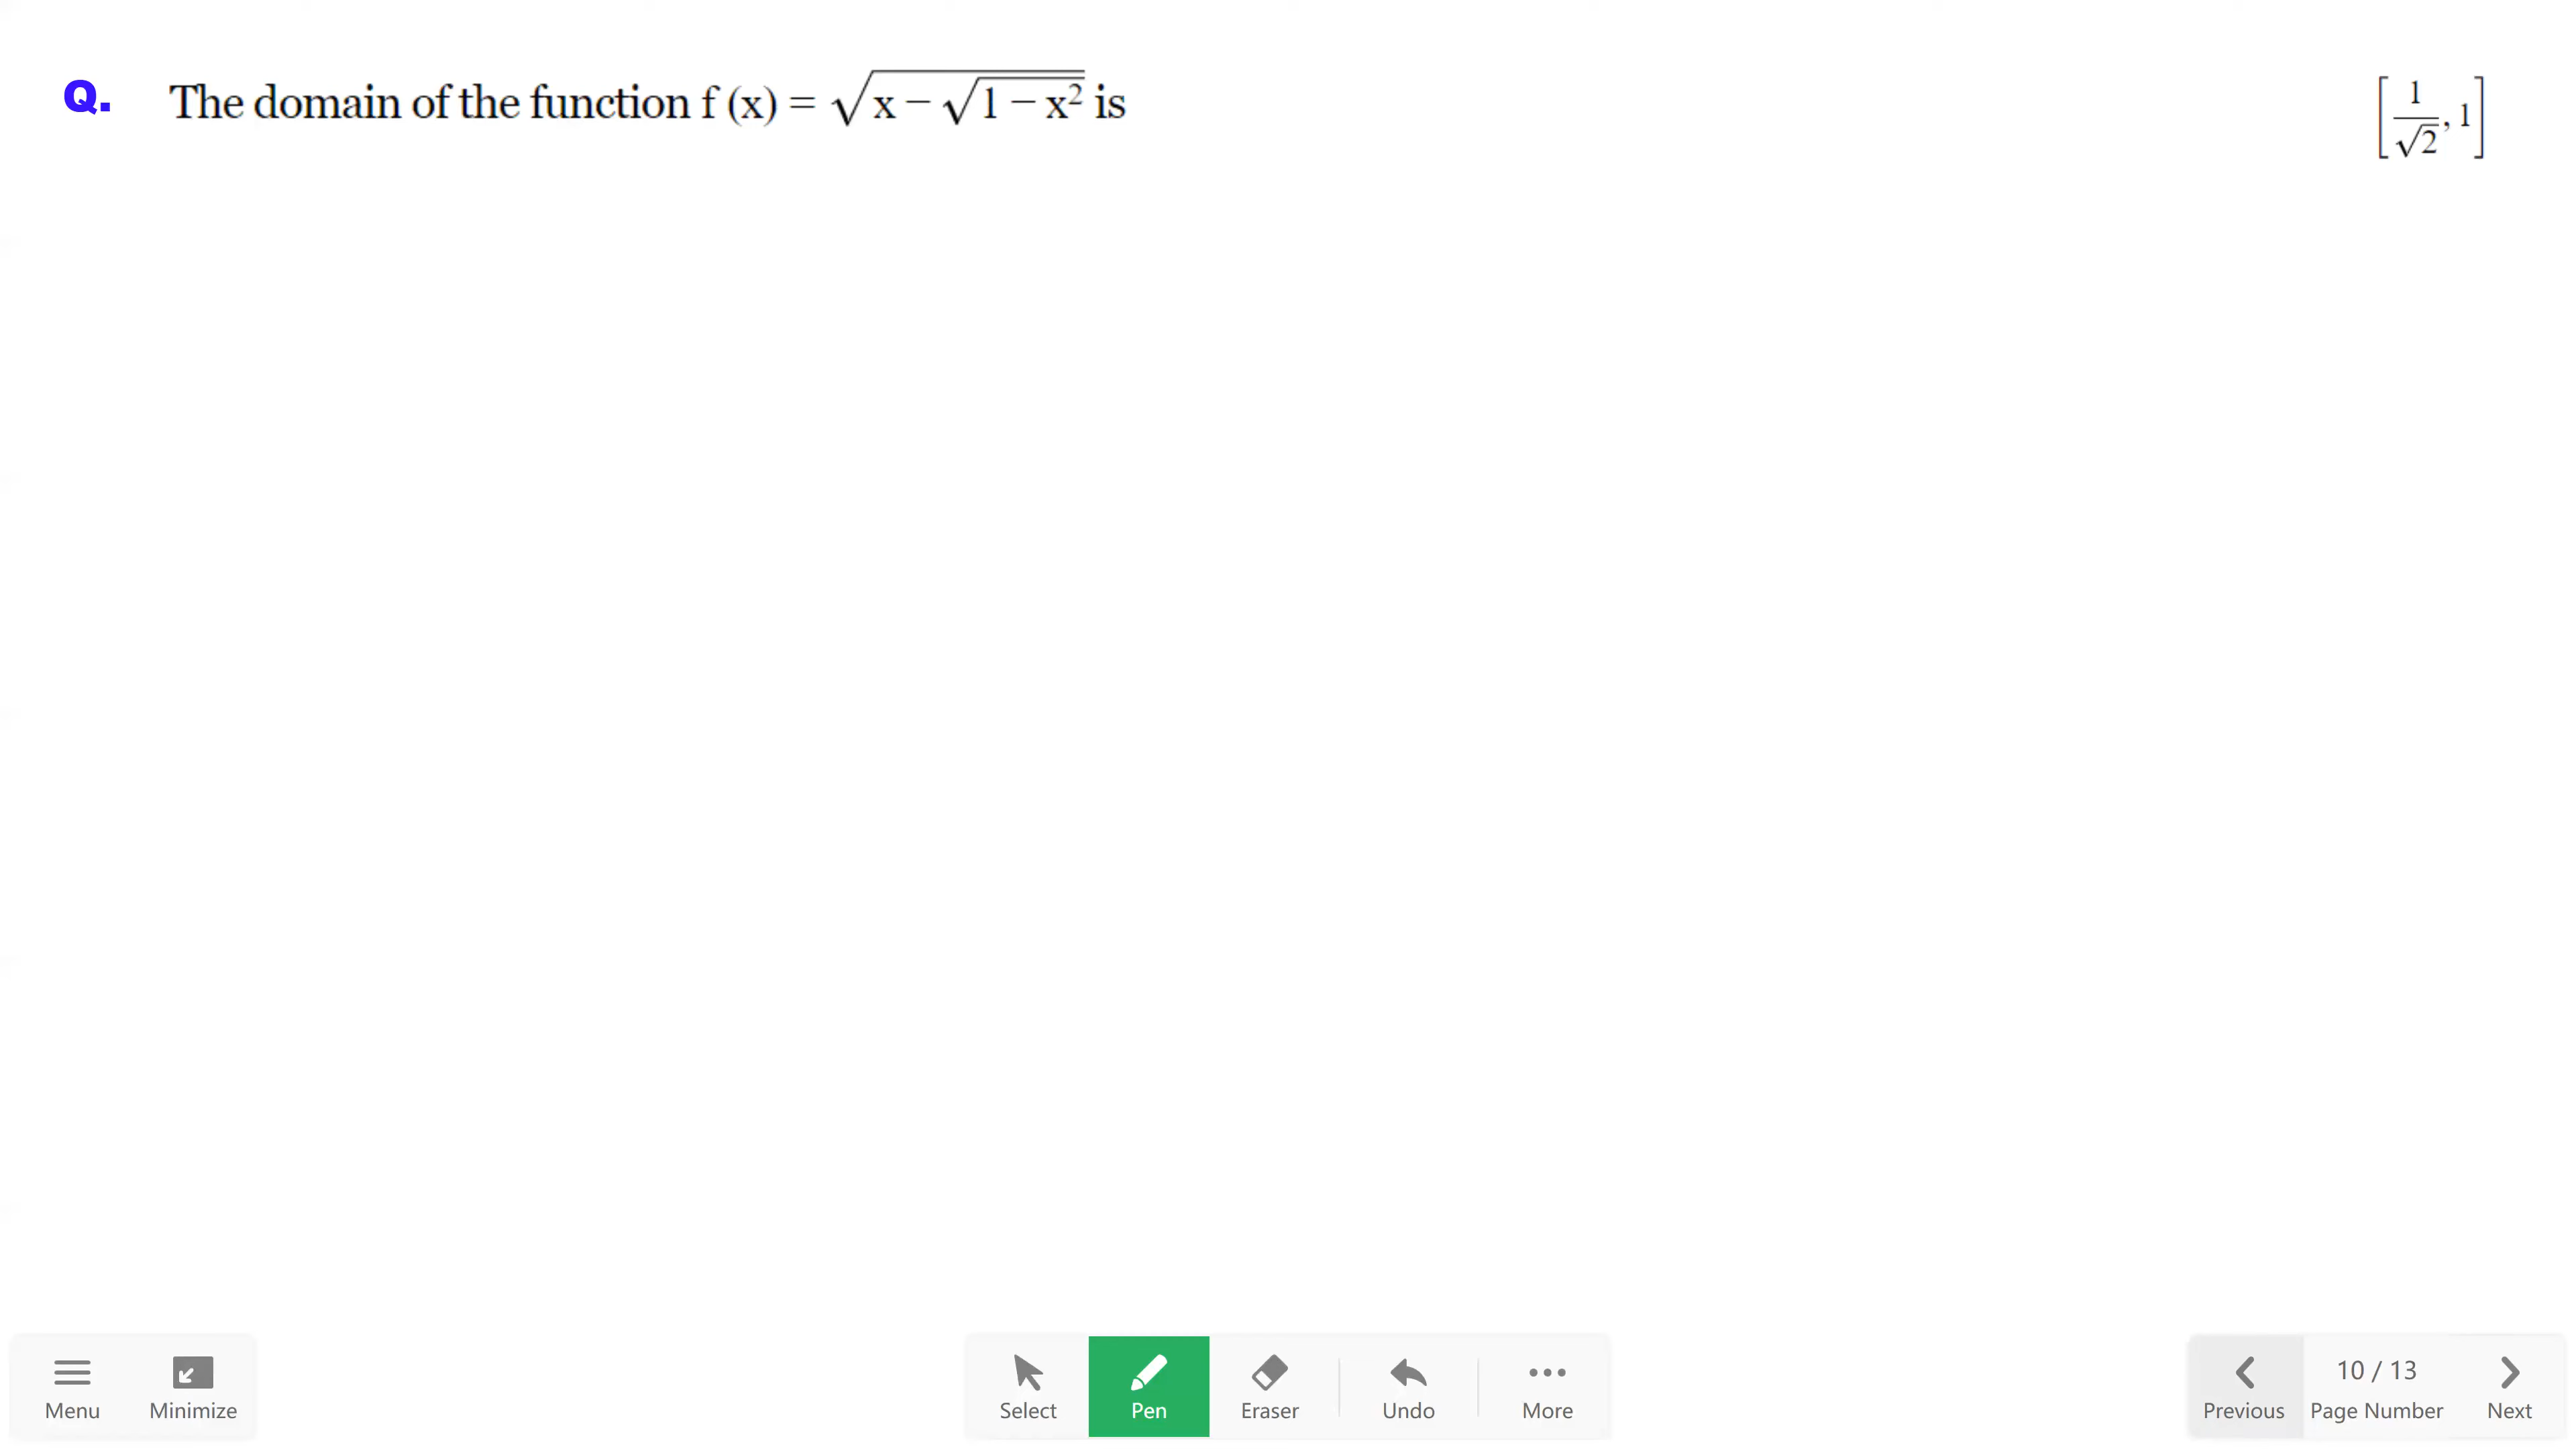 Q. The domain of the function f (x) = √(x − √(1 − x²)) is
[1/√2, 1]
Menu Minimize Select Pen Eraser Undo More Previous 10 / 13 Page Number Next